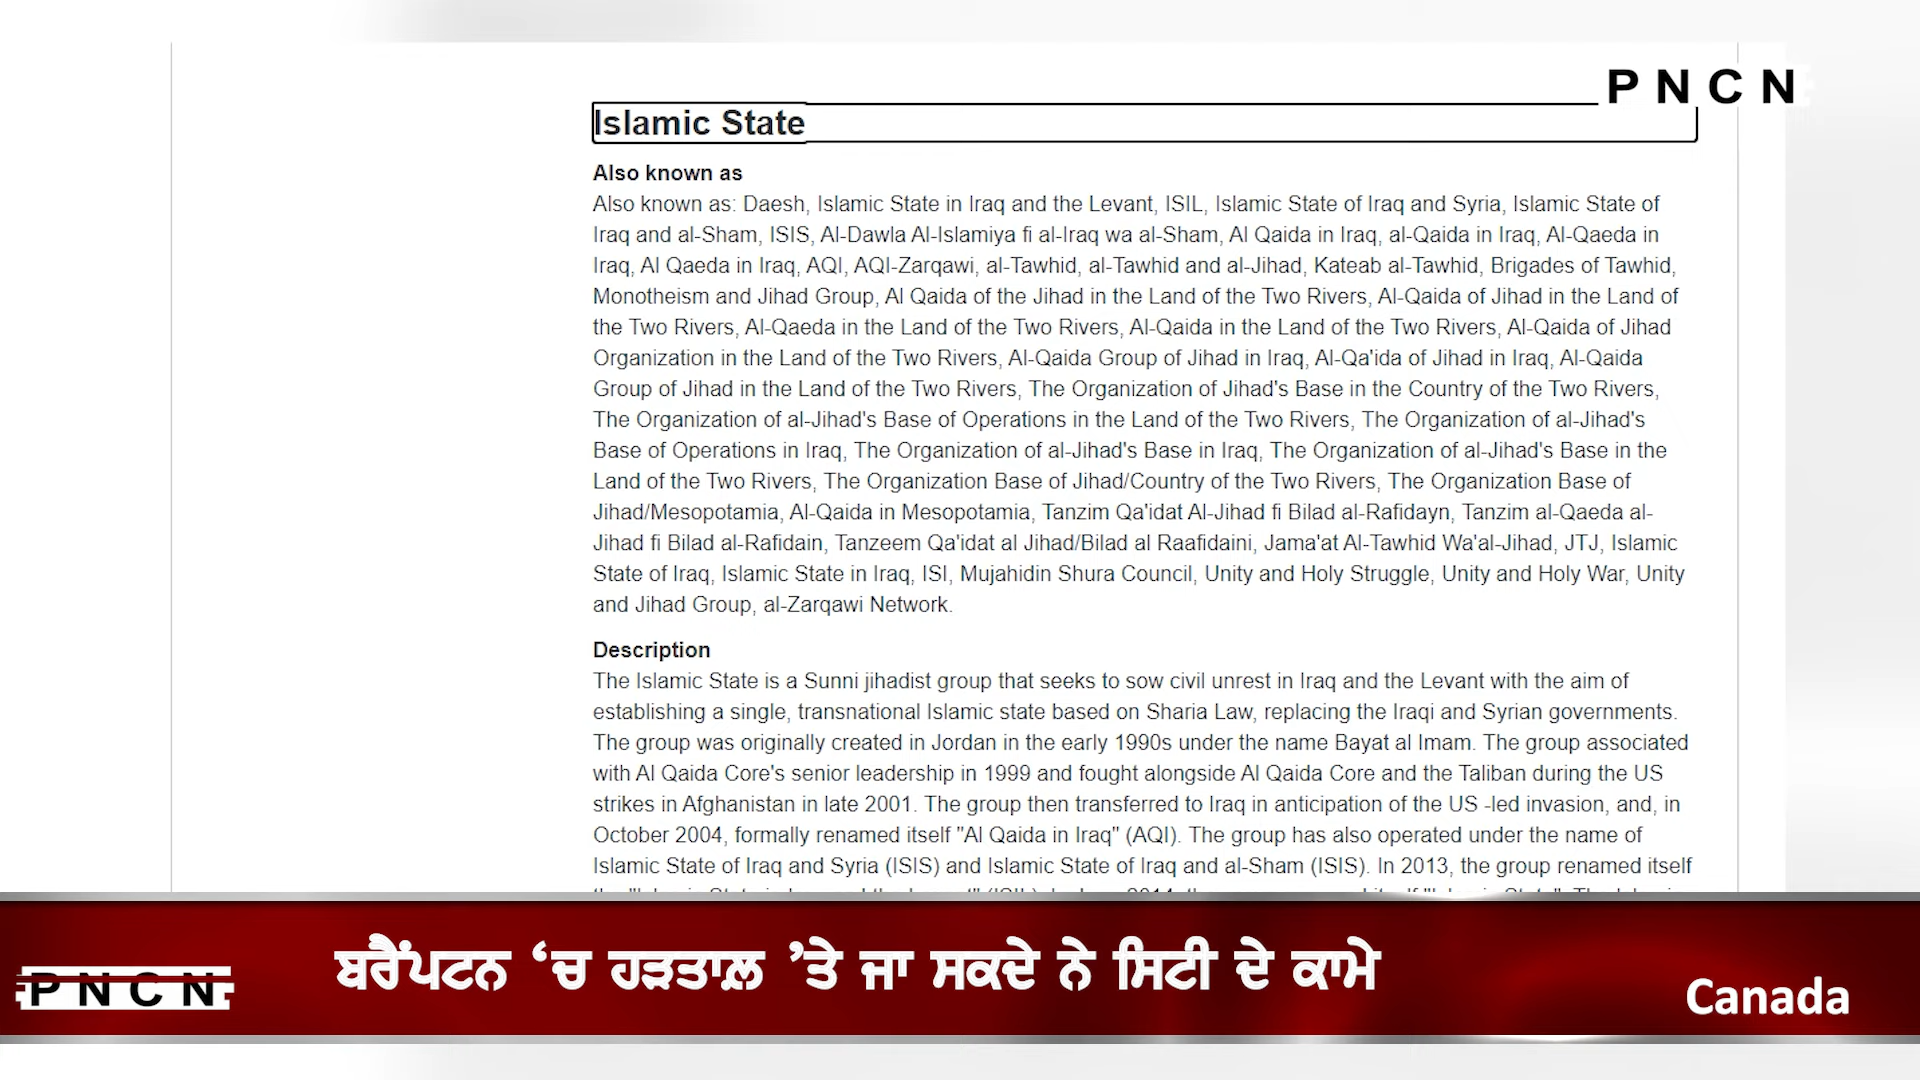 PNCN
Islamic State
Also known as
Also known as: Daesh, Islamic State in Iraq and the Levant, ISIL, Islamic State of Iraq and Syria, Islamic State of
Iraq and al-Sham, ISIS, Al-Dawla Al-Islamiya fi al-Iraq wa al-Sham, Al Qaida in Iraq, al-Qaida in Iraq, Al-Qaeda in
Iraq, Al Qaeda in Iraq, AQI, AQI-Zarqawi, al-Tawhid, al-Tawhid and al-Jihad, Kateab al-Tawhid, Brigades of Tawhid,
Monotheism and Jihad Group, Al Qaida of the Jihad in the Land of the Two Rivers, Al-Qaida of Jihad in the Land of
the Two Rivers, Al-Qaeda in the Land of the Two Rivers, Al-Qaida in the Land of the Two Rivers, Al-Qaida of Jihad
Organization in the Land of the Two Rivers, Al-Qaida Group of Jihad in Iraq, Al-Qa'ida of Jihad in Iraq, Al-Qaida
Group of Jihad in the Land of the Two Rivers, The Organization of Jihad's Base in the Country of the Two Rivers,
The Organization of al-Jihad's Base of Operations in the Land of the Two Rivers, The Organization of al-Jihad's
Base of Operations in Iraq, The Organization of al-Jihad's Base in Iraq, The Organization of al-Jihad's Base in the
Land of the Two Rivers, The Organization Base of Jihad/Country of the Two Rivers, The Organization Base of
Jihad/Mesopotamia, Al-Qaida in Mesopotamia, Tanzim Qa'idat Al-Jihad fi Bilad al-Rafidayn, Tanzim al-Qaeda al-
Jihad fi Bilad al-Rafidain, Tanzeem Qa'idat al Jihad/Bilad al Raafidaini, Jama'at Al-Tawhid Wa'al-Jihad, JTJ, Islamic
State of Iraq, Islamic State in Iraq, ISI, Mujahidin Shura Council, Unity and Holy Struggle, Unity and Holy War, Unity
and Jihad Group, al-Zarqawi Network.
Description
The Islamic State is a Sunni jihadist group that seeks to sow civil unrest in Iraq and the Levant with the aim of
establishing a single, transnational Islamic state based on Sharia Law, replacing the Iraqi and Syrian governments.
The group was originally created in Jordan in the early 1990s under the name Bayat al Imam. The group associated
with Al Qaida Core's senior leadership in 1999 and fought alongside Al Qaida Core and the Taliban during the US
strikes in Afghanistan in late 2001. The group then transferred to Iraq in anticipation of the US -led invasion, and, in
October 2004, formally renamed itself "Al Qaida in Iraq" (AQI). The group has also operated under the name of
Islamic State of Iraq and Syria (ISIS) and Islamic State of Iraq and al-Sham (ISIS). In 2013, the group renamed itself
PNCN
ਬਰੈਂਪਟਨ ‘ਚ ਹੜਤਾਲ਼ ’ਤੇ ਜਾ ਸਕਦੇ ਨੇ ਸਿਟੀ ਦੇ ਕਾਮੇ
Canada